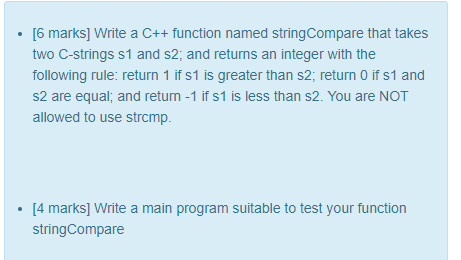 • [6 marks] Write a C++ function named stringCompare that takes
two C-strings s1 and s2; and returns an integer with the
following rule: return 1 if s1 is greater than s2; return 0 if s1 and
s2 are equal; and return -1 if s1 is less than s2. You are NOT
allowed to use strcmp.
• [4 marks] Write a main program suitable to test your function
stringCompare